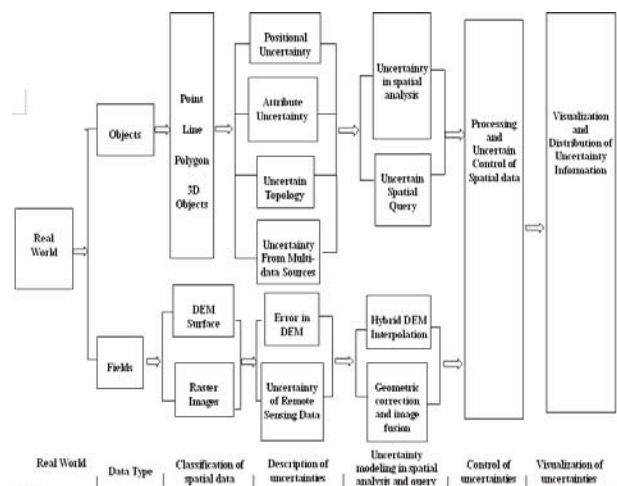 Real
World
Objects
Fields
Point
Line
Polygon
3D
Objects
DEM
Surface
Raster
Images
Positional
Uncertainty
Attribute
Uncertainty
Uncertain
Topology
Uncertainty
From Multi-
data Sources
Error in
DEM
Uncertainty
of Remote
Sensing Data
Uncertainty
in spatial
analysis
Uncertain
Spatial
Query
Hybrid DEM
Interpolation
Geometric
correction
and image
fusion
Processing
and
Uncertain
Control of
Spatial data
Visualization
and
Distribution of
Uncertainty
Information
Real World
Data Type
Classification of
spatial data
Description of
uncertainties
Uncertainty
modeling in spatial
analysis and query
Control of
uncertainties
Visualization of
uncertainties